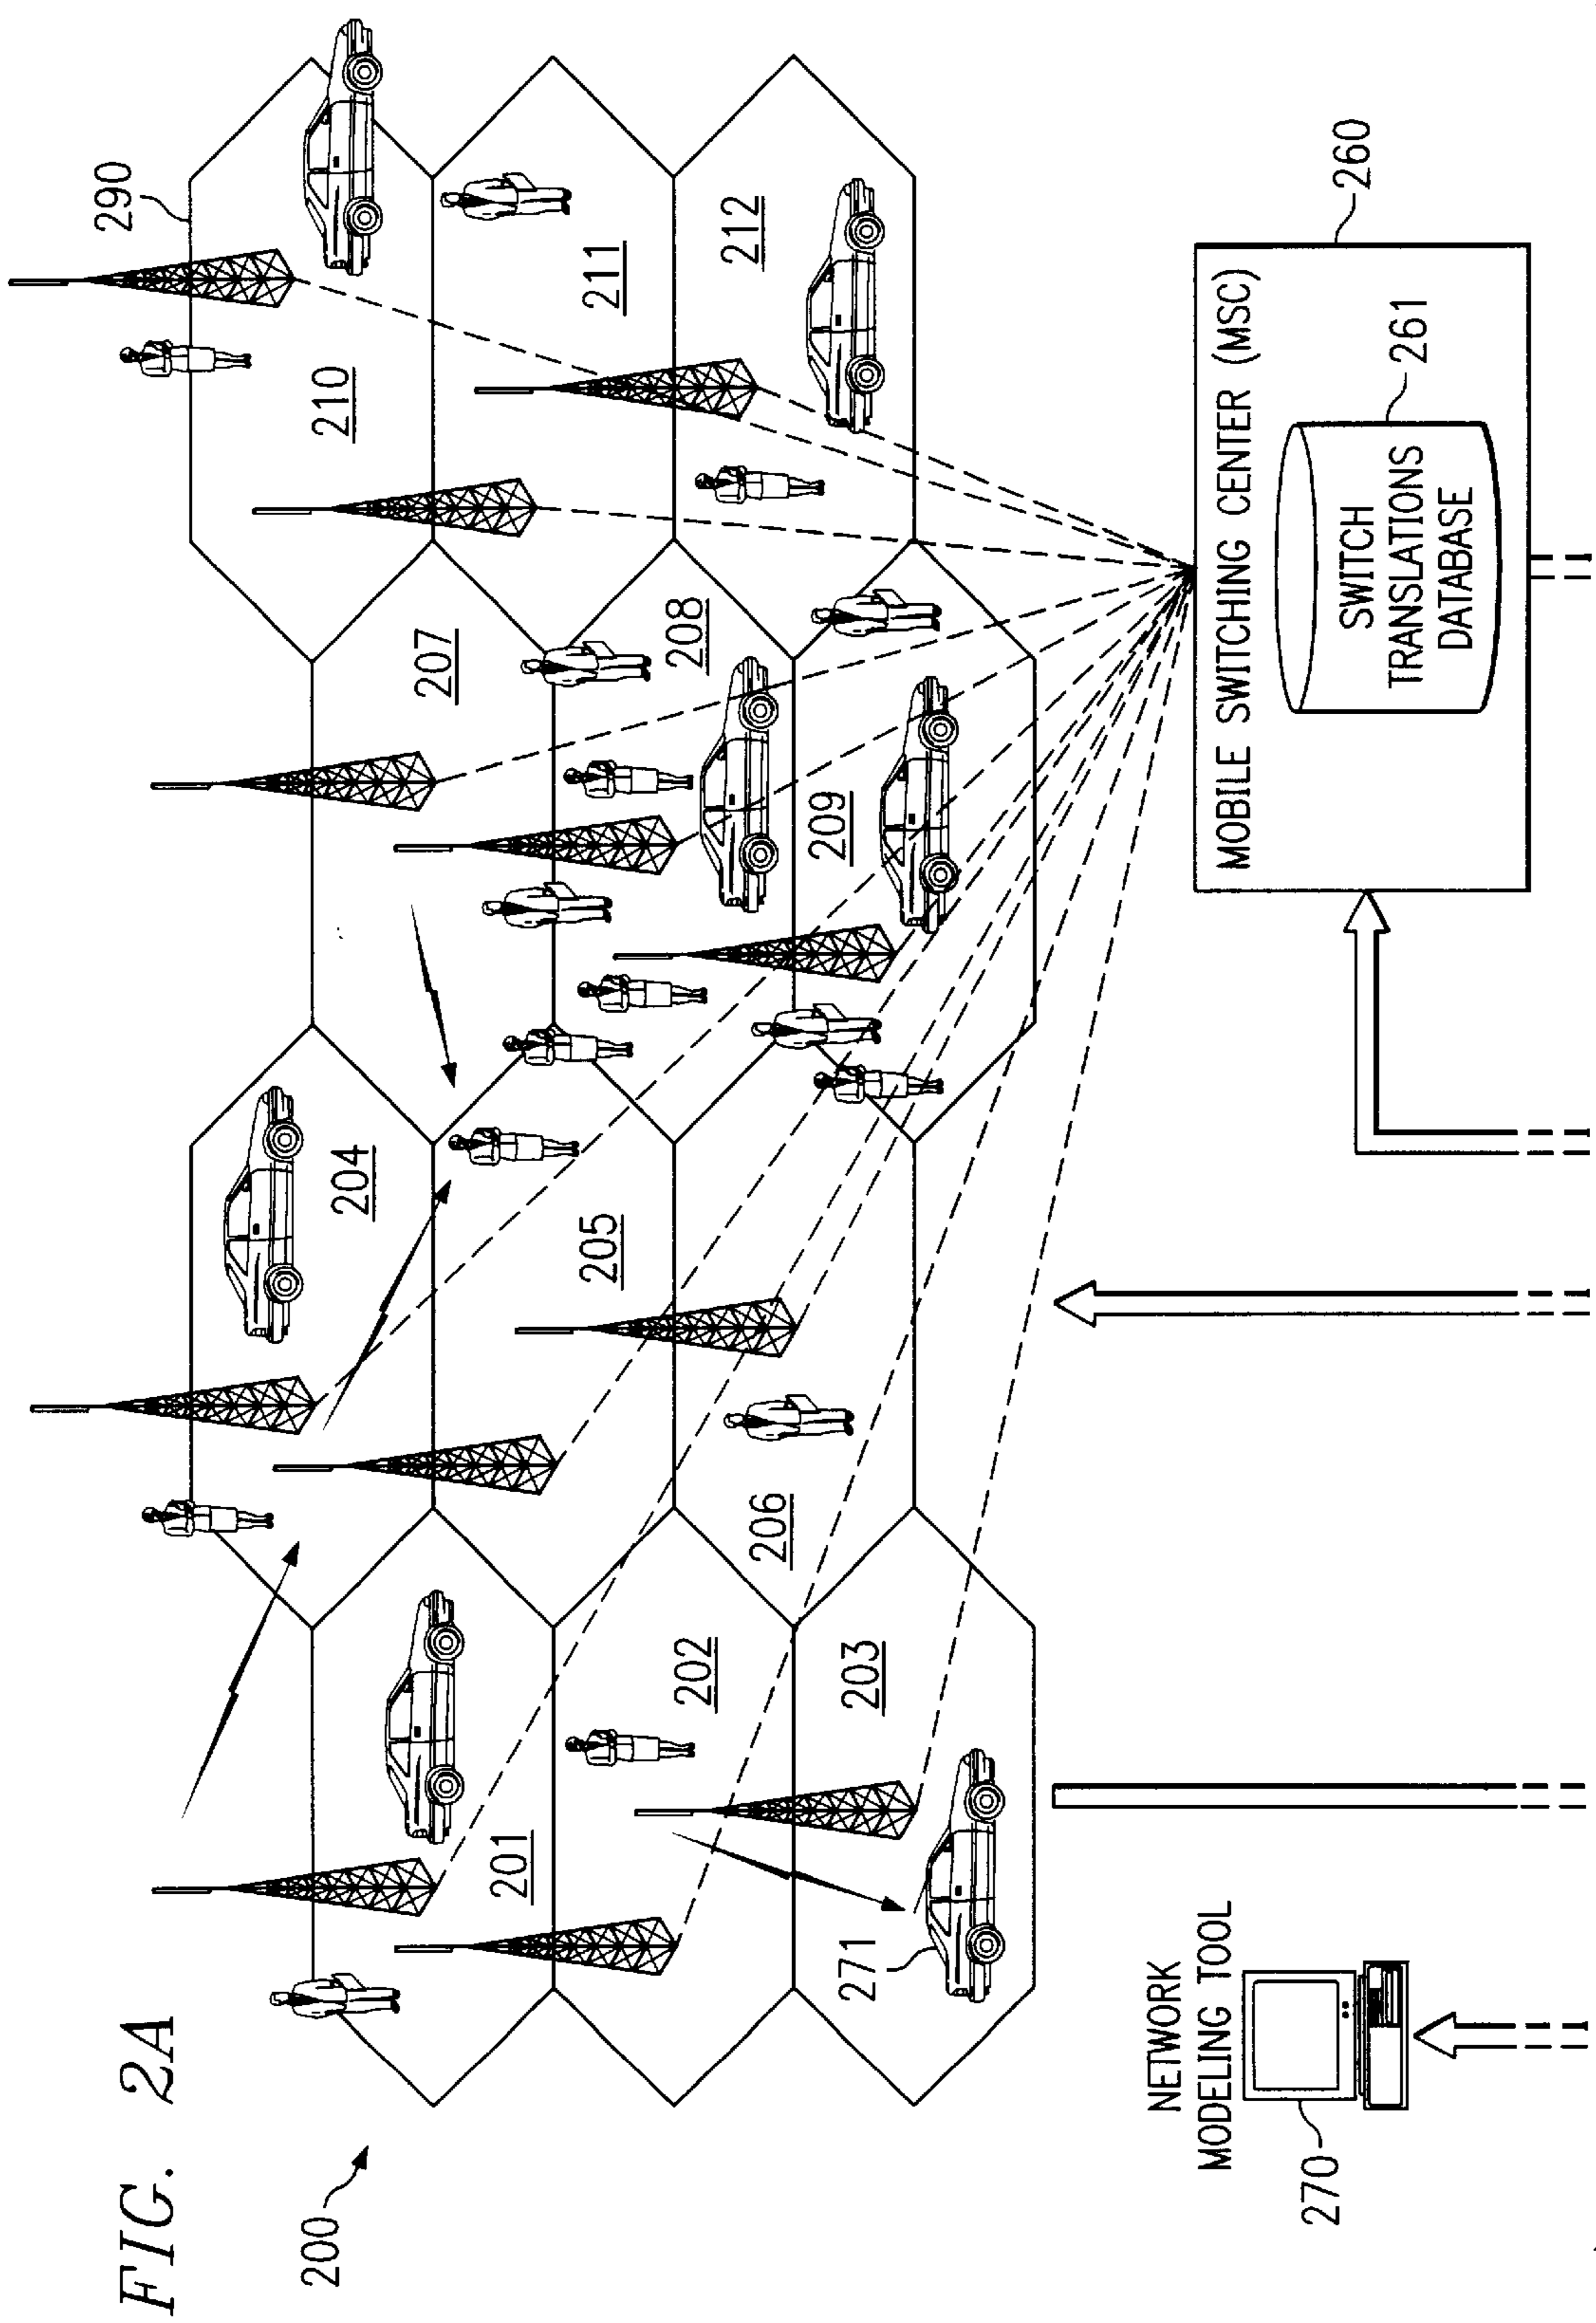 FIG. 2A
200
290
201
202
203
204
205
206
207
208
209
210
211
212
271
NETWORK
MODELING TOOL
270
MOBILE SWITCHING CENTER (MSC)
260
SWITCH
TRANSLATIONS
DATABASE
261